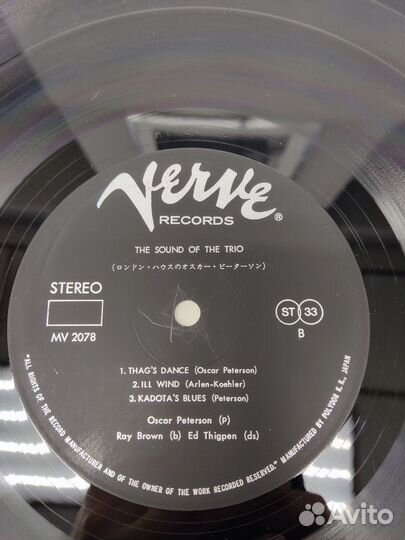 Verve
RECORDS ®
THE SOUND OF THE TRIO
(ロンドン・ハウスのオスカー・ピーターソン)
STEREO
MV 2078
ST 33
B
1. THAG'S DANCE (Oscar Peterson)
2. ILL WIND (Arlen-Koehler)
3. KADOTA'S BLUES (Peterson)
Oscar Peterson (p)
Ray Brown (b) Ed Thigpen (ds)
"ALL RIGHTS OF THE RECORD MANUFACTURER AND OF THE OWNER OF THE WORK RECORDED RESERVED." MANUFACTURED BY POLYDOR K. K., JAPAN
Avito